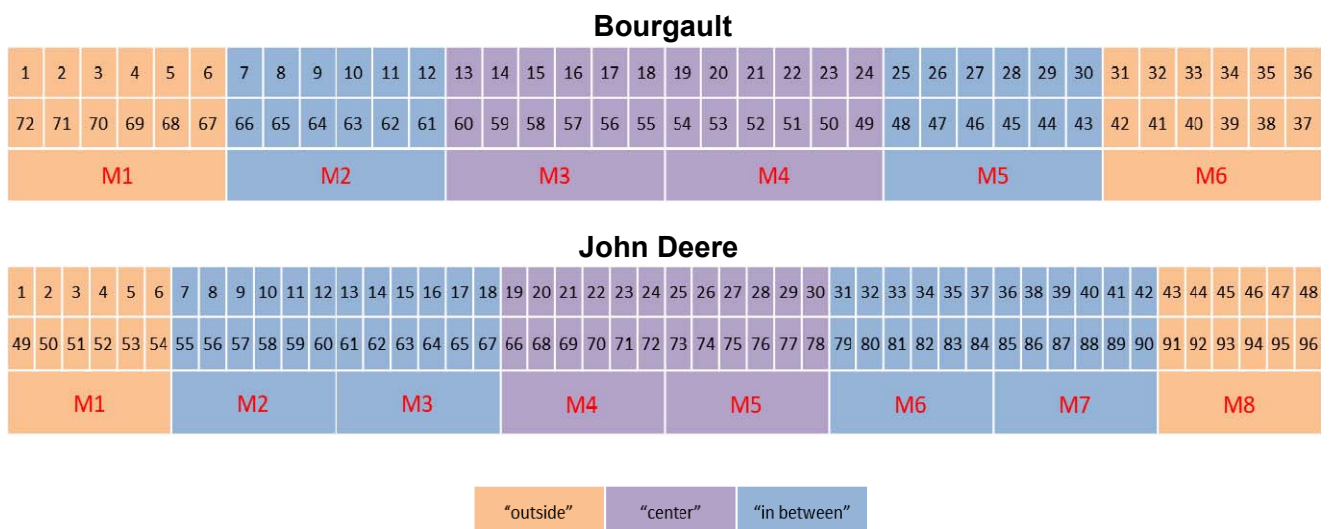 Bourgault
1 2 3 4 5 6 7 8 9 10 11 12 13 14 15 16 17 18 19 20 21 22 23 24 25 26 27 28 29 30 31 32 33 34 35 36
72 71 70 69 68 67 66 65 64 63 62 61 60 59 58 57 56 55 54 53 52 51 50 49 48 47 46 45 44 43 42 41 40 39 38 37
M1 M2 M3 M4 M5 M6
John Deere
1 2 3 4 5 6 7 8 9 10 11 12 13 14 15 16 17 18 19 20 21 22 23 24 25 26 27 28 29 30 31 32 33 34 35 37 36 38 39 40 41 42 43 44 45 46 47 48
49 50 51 52 53 54 55 56 57 58 59 60 61 62 63 64 65 67 66 68 69 70 71 72 73 74 75 76 77 78 79 80 81 82 83 84 85 86 87 88 89 90 91 92 93 94 95 96
M1 M2 M3 M4 M5 M6 M7 M8
"outside" "center" "in between"